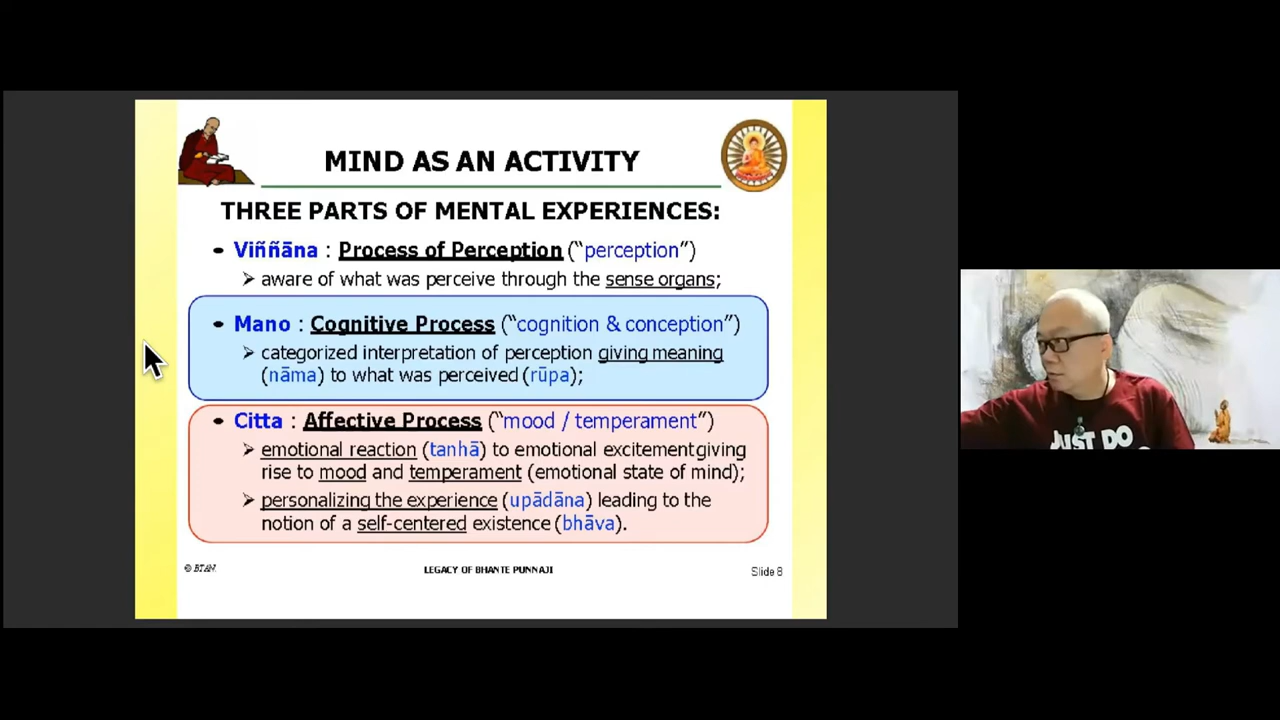 MIND AS AN ACTIVITY
THREE PARTS OF MENTAL EXPERIENCES:
• Viññāna : Process of Perception (“perception”)
➢ aware of what was perceive through the sense organs;
• Mano : Cognitive Process (“cognition & conception”)
➢ categorized interpretation of perception giving meaning
(nāma) to what was perceived (rūpa);
• Citta : Affective Process (“mood / temperament”)
➢ emotional reaction (tanhā) to emotional excitement giving
rise to mood and temperament (emotional state of mind);
➢ personalizing the experience (upādāna) leading to the
notion of a self-centered existence (bhāva).
© BTAN.
LEGACY OF BHANTE PUNNAJI
Slide 8
JUST DO